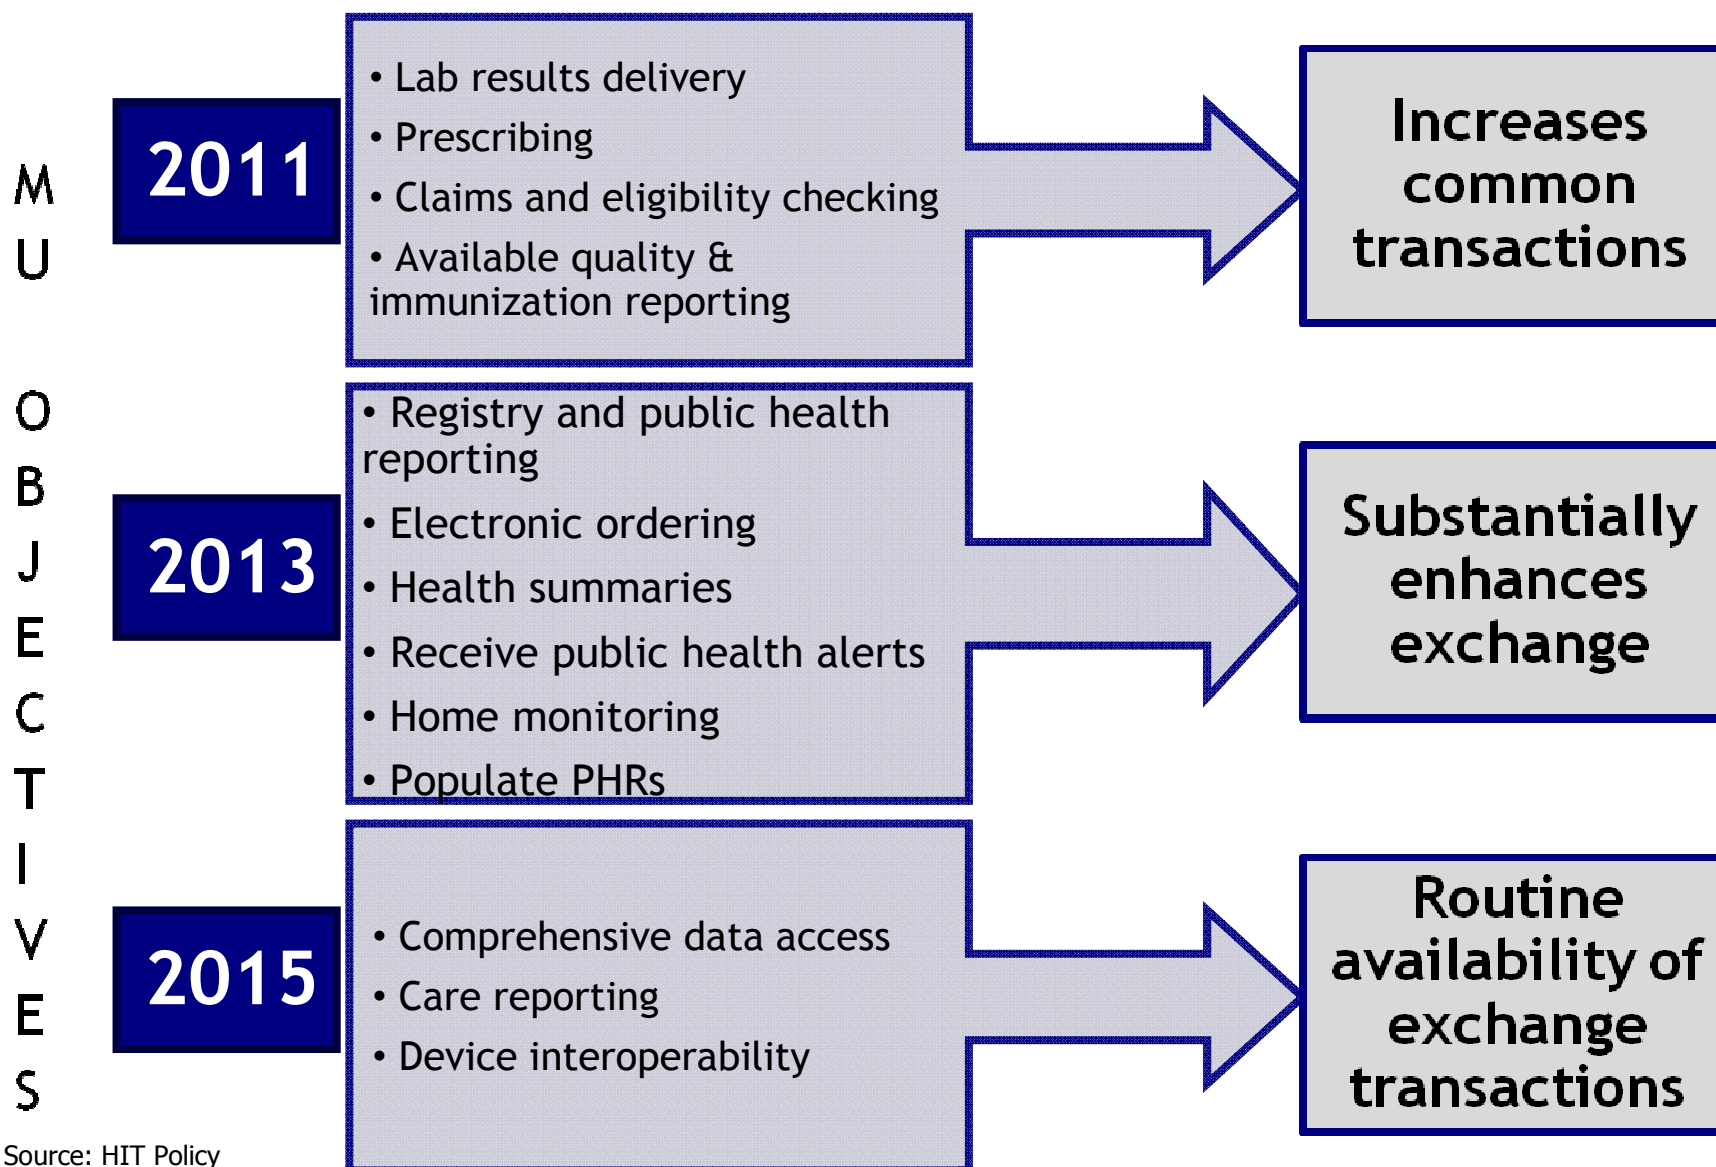 MU OBJECTIVES
2011
• Lab results delivery
• Prescribing
• Claims and eligibility checking
• Available quality &
immunization reporting
Increases
common
transactions
2013
• Registry and public health
reporting
• Electronic ordering
• Health summaries
• Receive public health alerts
• Home monitoring
• Populate PHRs
Substantially
enhances
exchange
2015
• Comprehensive data access
• Care reporting
• Device interoperability
Routine
availability of
exchange
transactions
Source: HIT Policy